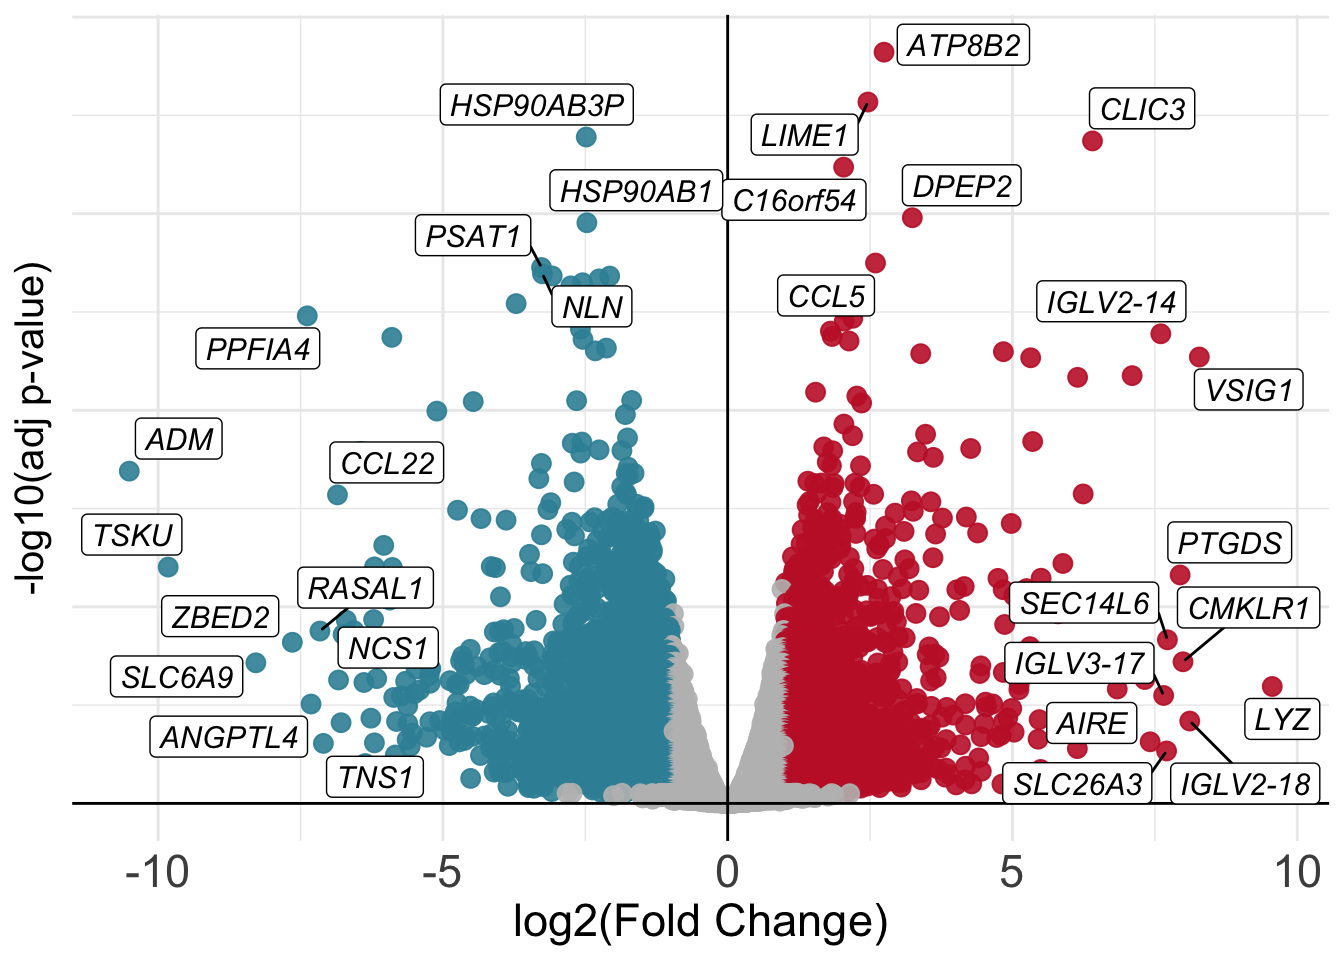 ATP8B2
HSP90AB3P
CLIC3
LIME1
HSP90AB1
C16orf54
DPEP2
PSAT1
NLN
CCL5
IGLV2-14
PPFIA4
VSIG1
ADM
CCL22
TSKU
PTGDS
RASAL1
SEC14L6
CMKLR1
ZBED2
NCS1
IGLV3-17
SLC6A9
LYZ
AIRE
ANGPTL4
TNS1
SLC26A3
IGLV2-18
-log10(adj p-value)
-10
-5
0
5
10
log2(Fold Change)